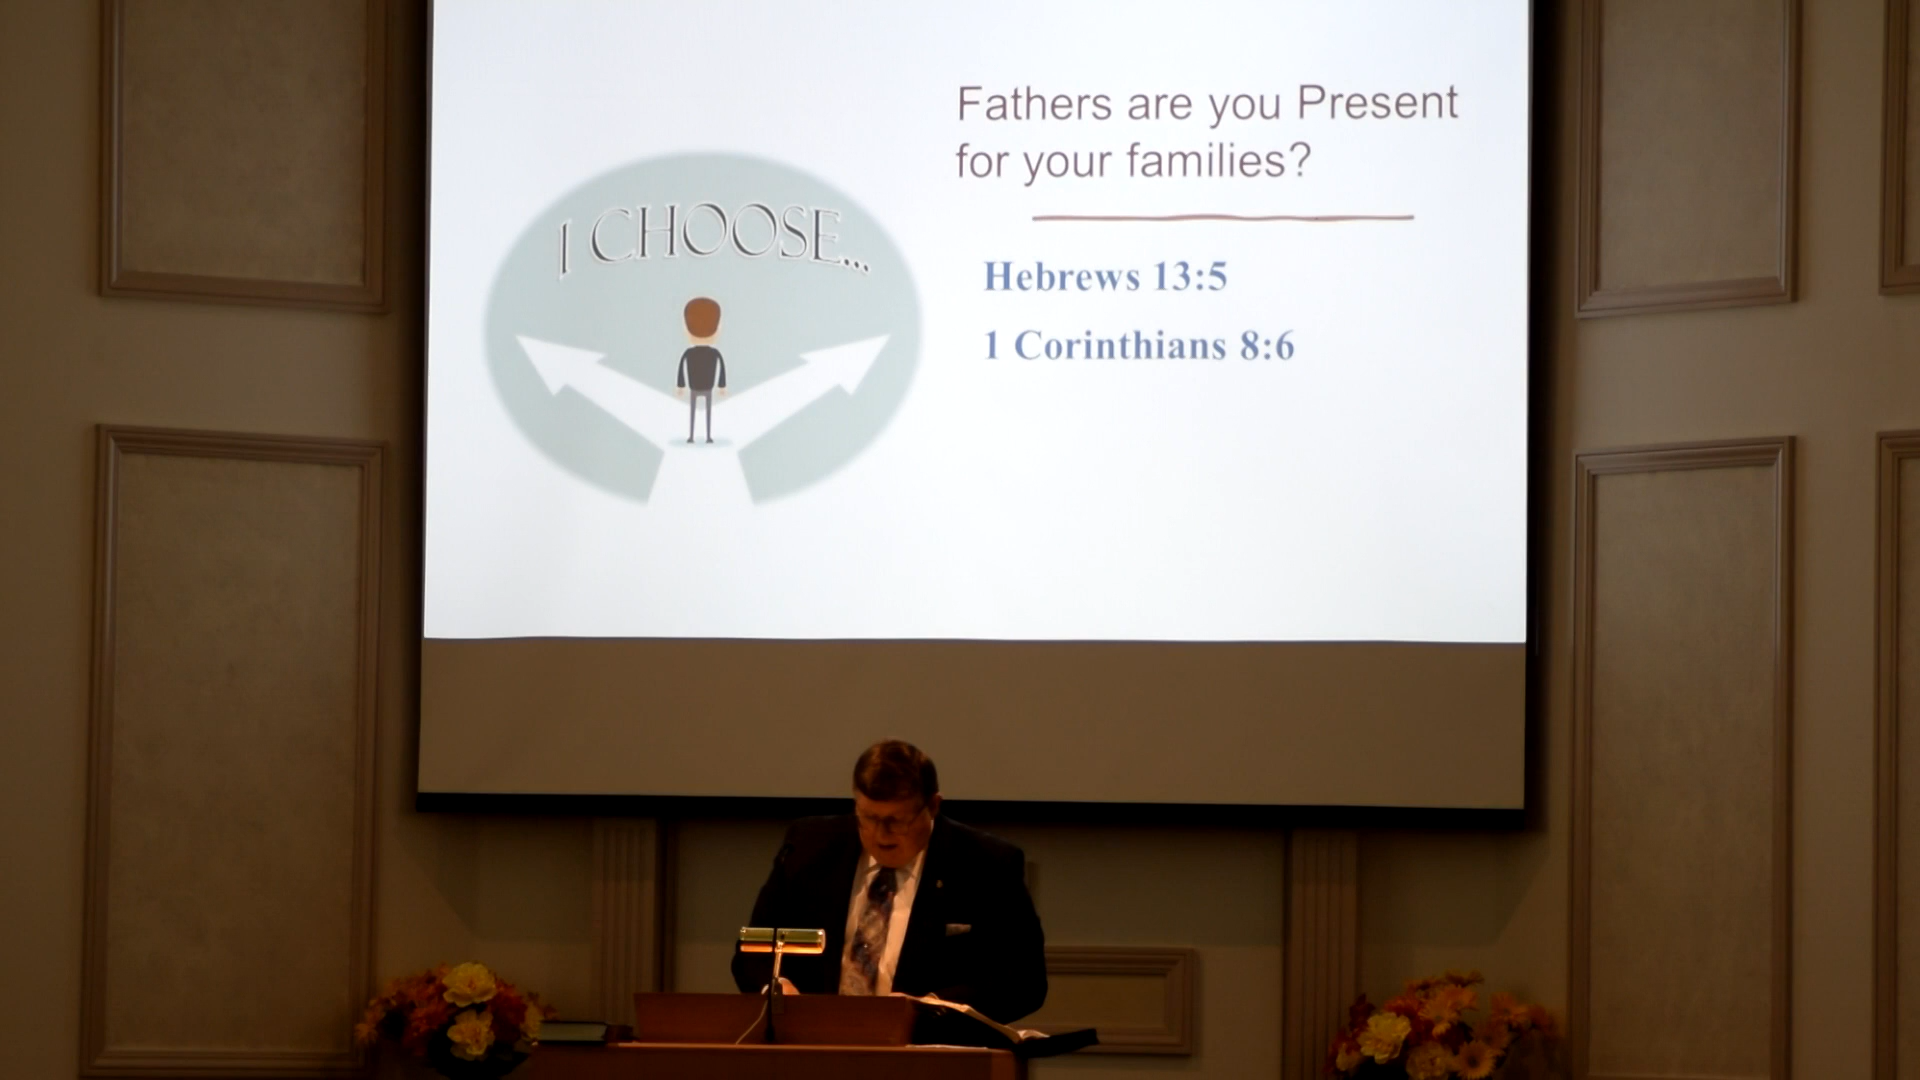 I CHOOSE...
Fathers are you Present
for your families?
Hebrews 13:5
1 Corinthians 8:6